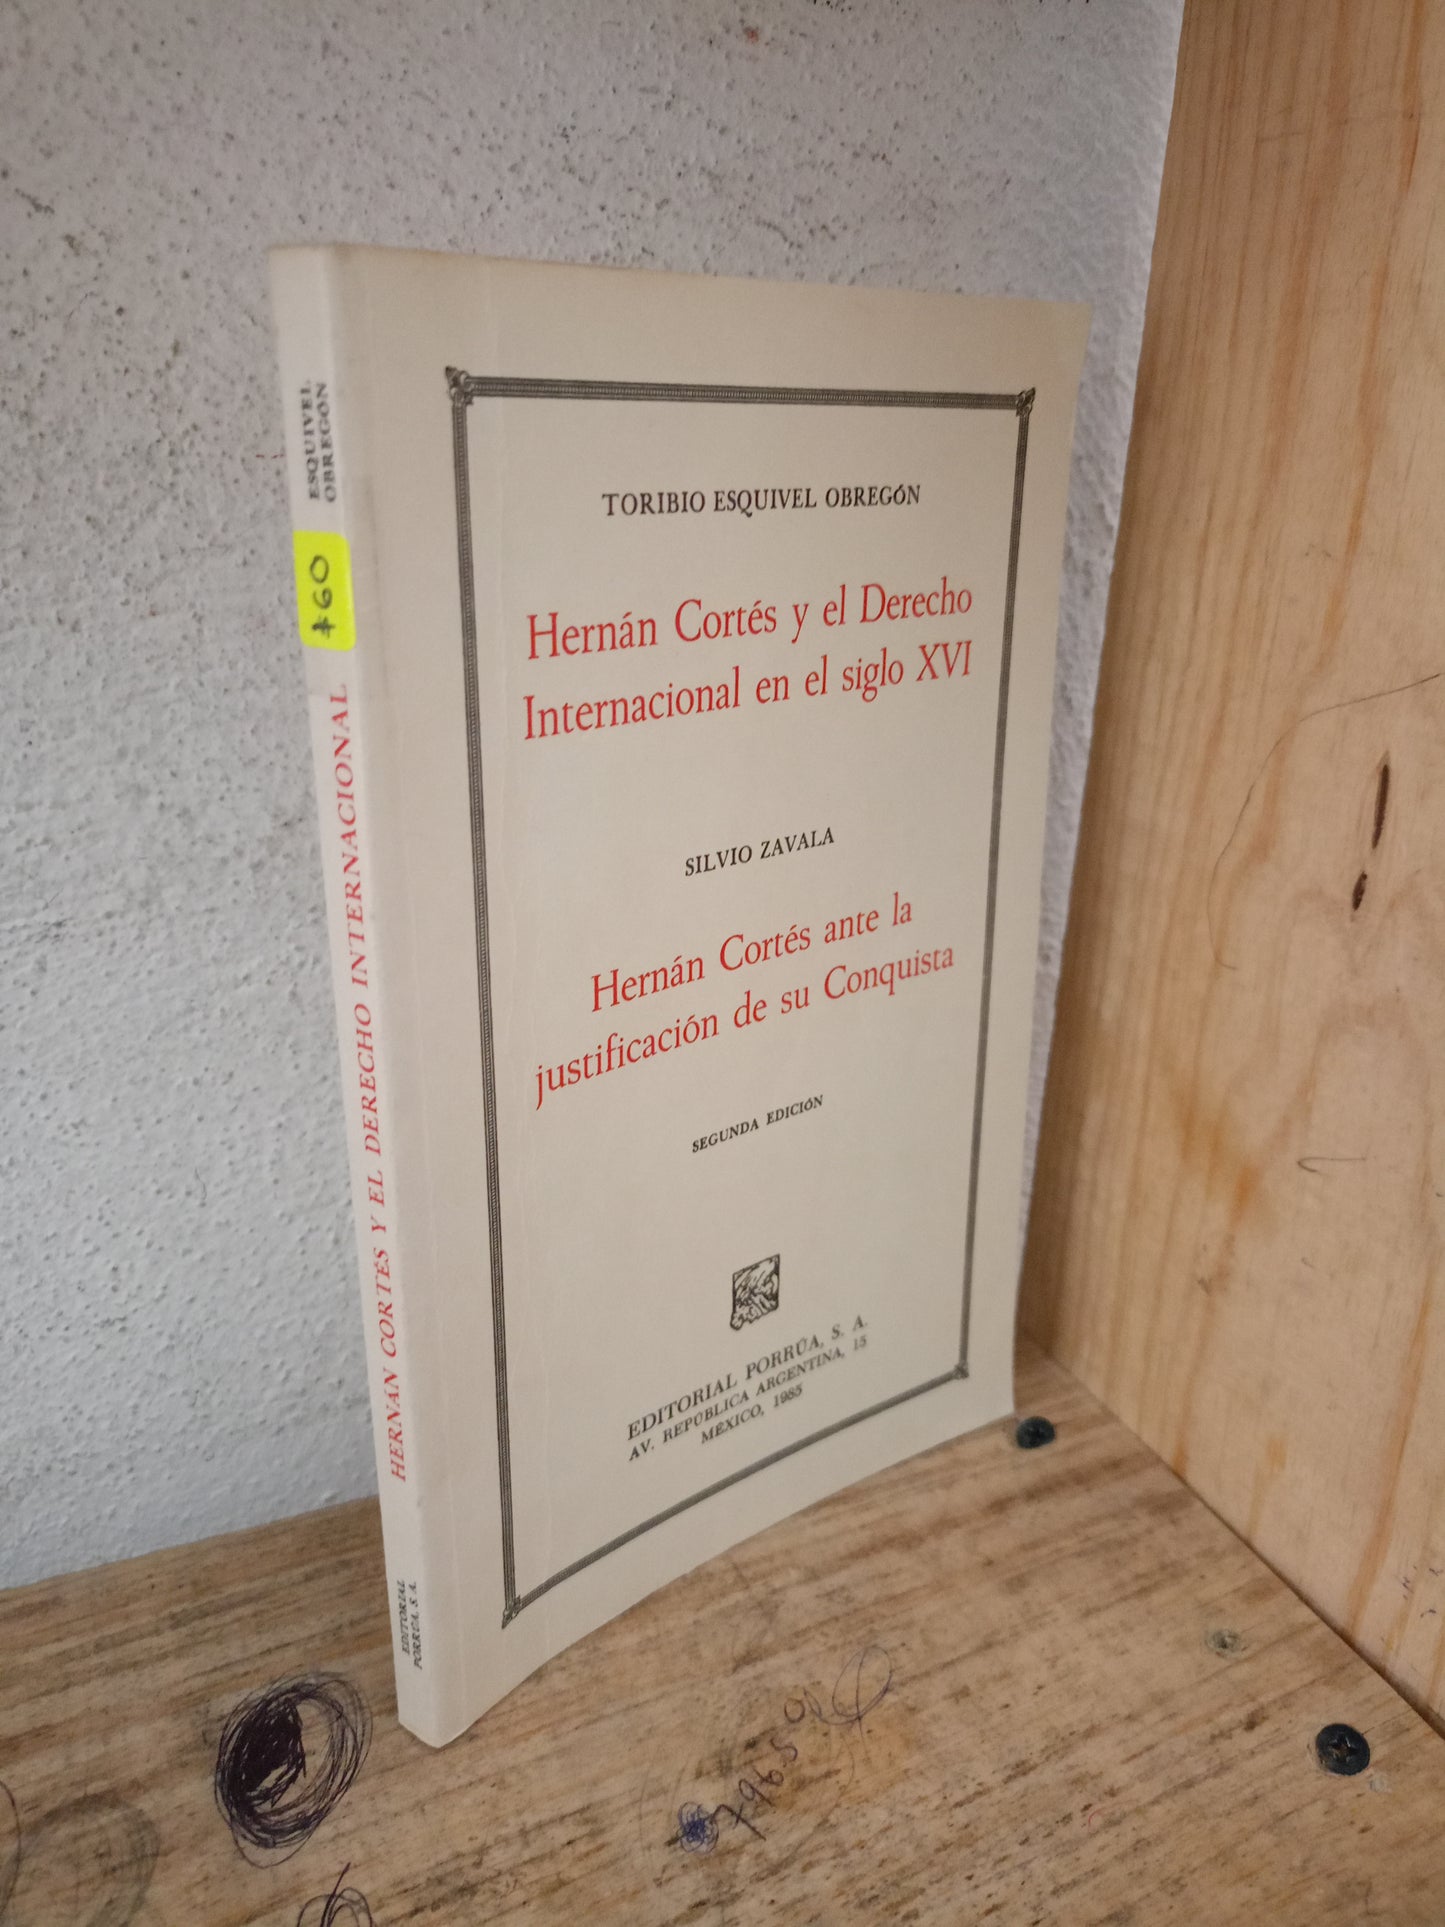 TORIBIO ESQUIVEL OBREGÓN
Hernán Cortés y el Derecho
Internacional en el siglo XVI
SILVIO ZAVALA
Hernán Cortés ante la
justificación de su Conquista
SEGUNDA EDICIÓN
EDITORIAL PORRÚA, S. A.
AV. REPÚBLICA ARGENTINA, 15
MÉXICO, 1985
ESQUIVEL
OBREGÓN
HERNÁN CORTÉS Y EL DERECHO INTERNACIONAL
EDITORIAL
PORRÚA, S. A.